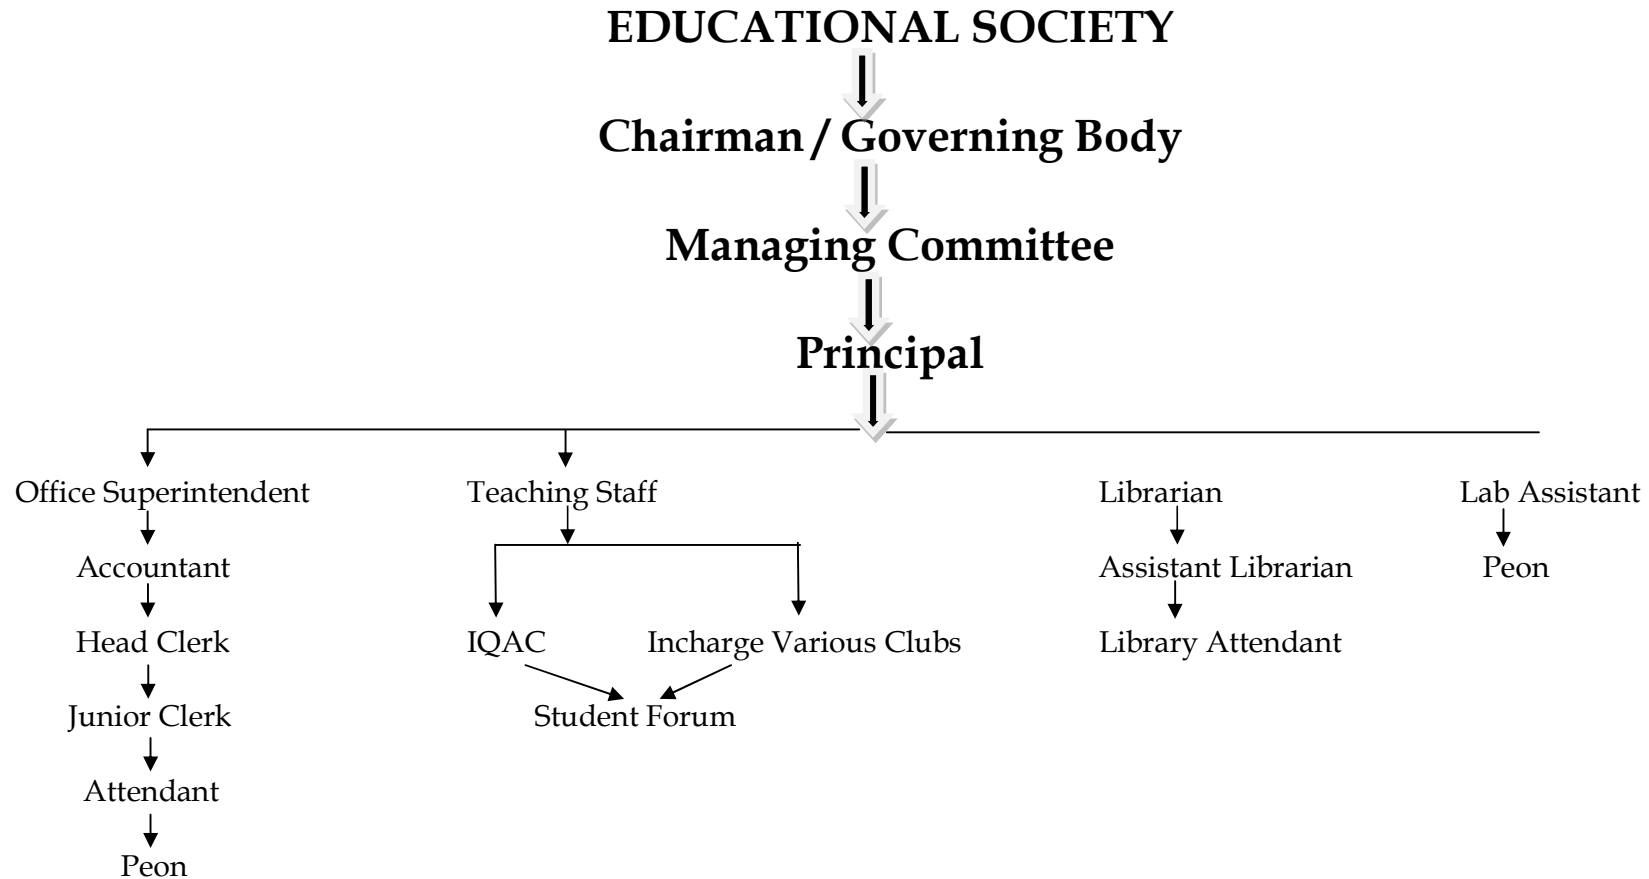 EDUCATIONAL SOCIETY
Chairman / Governing Body
Managing Committee
Principal
Office Superintendent Teaching Staff Librarian Lab Assistant
Accountant Assistant Librarian Peon
Head Clerk IQAC Incharge Various Clubs Library Attendant
Junior Clerk Student Forum
Attendant
Peon